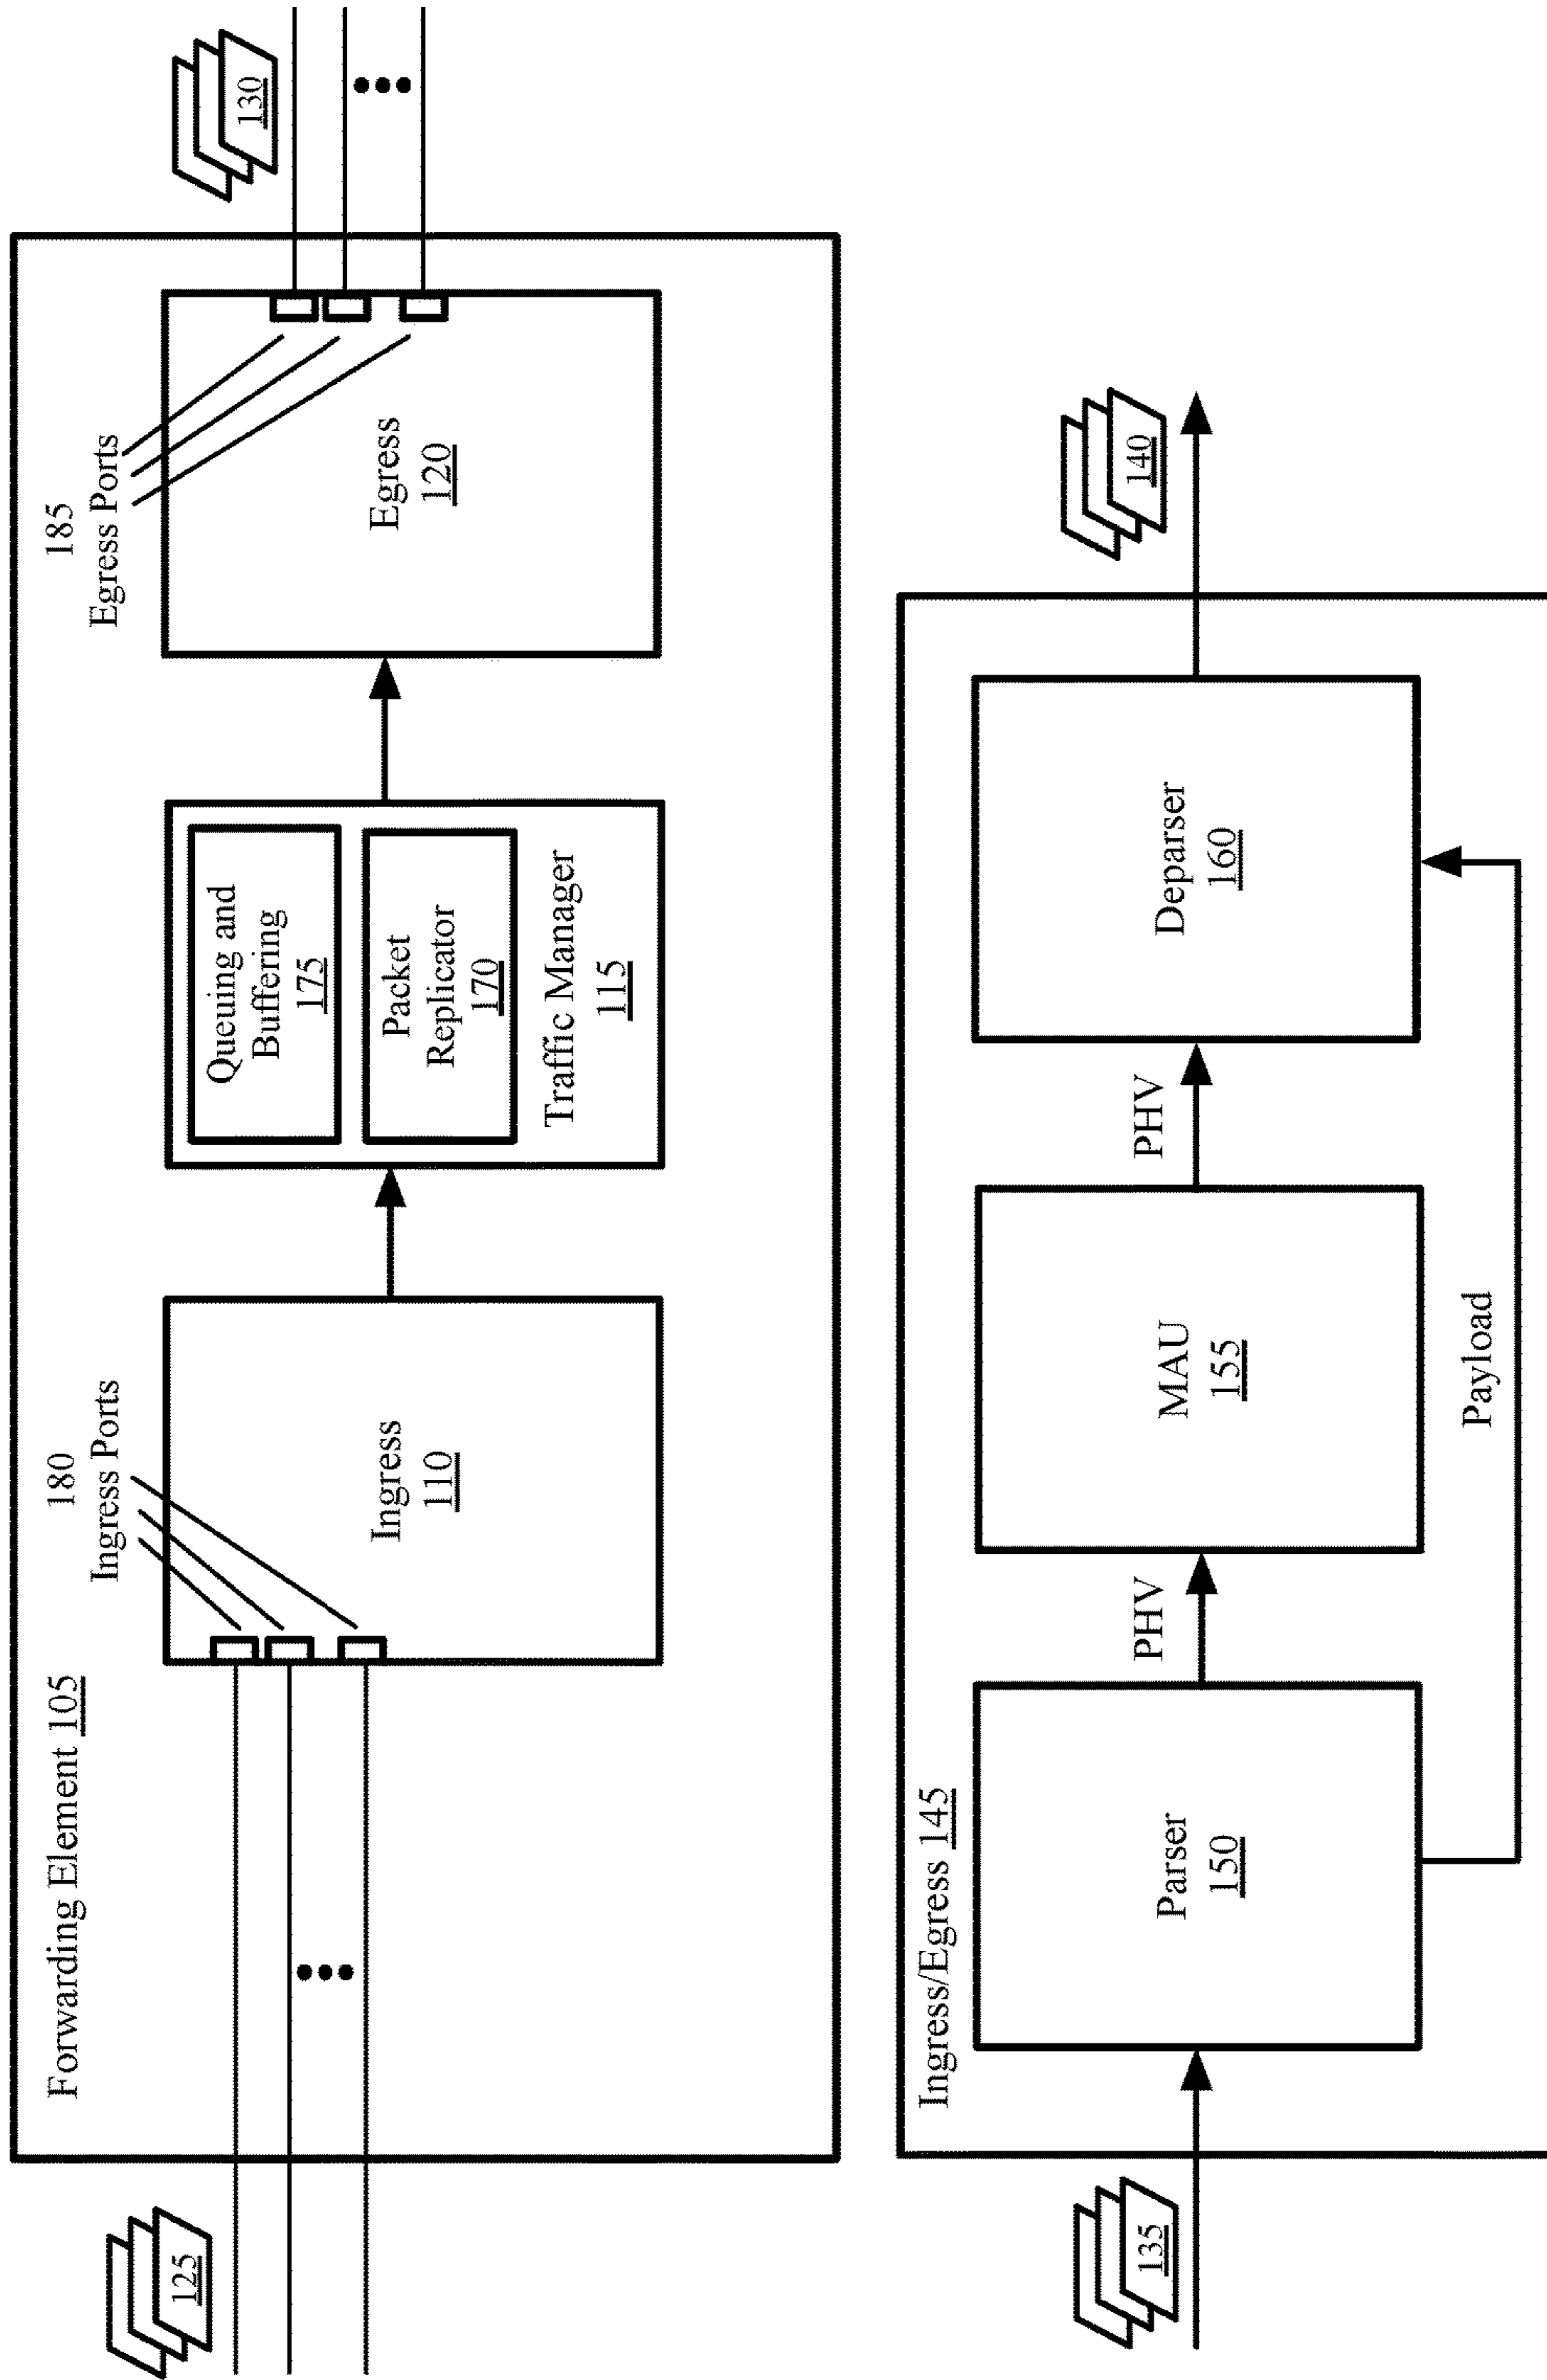 Forwarding Element 105
125
180
Ingress Ports
Ingress
110
Queuing and
Buffering
175
Packet
Replicator
170
Traffic Manager
115
185
Egress Ports
Egress
120
130
Ingress/Egress 145
135
Parser
150
PHV
MAU
155
PHV
Deparser
160
Payload
140